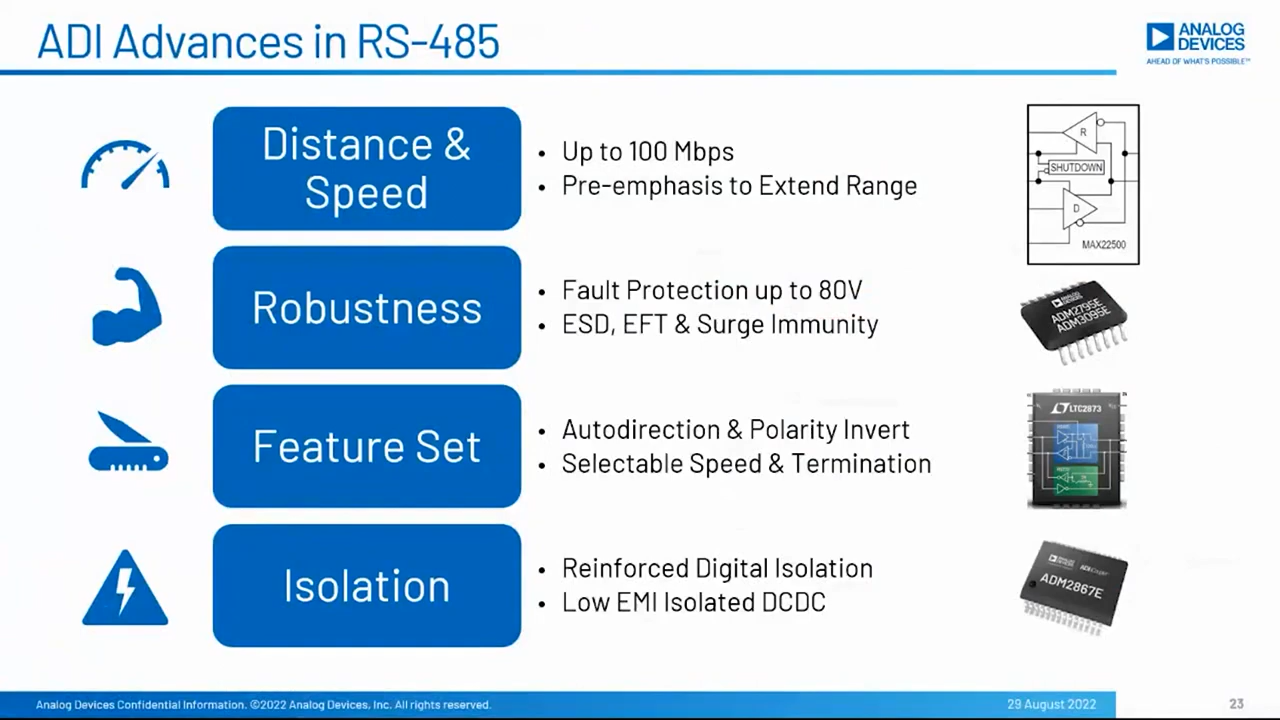 ADI Advances in RS-485
ANALOG
DEVICES
AHEAD OF WHAT'S POSSIBLE™
Distance &
Speed
• Up to 100 Mbps
• Pre-emphasis to Extend Range
R
SHUTDOWN
D
MAX22500
Robustness
• Fault Protection up to 80V
• ESD, EFT & Surge Immunity
ANALOG
DEVICES
ADM2795E
ADM3095E
Feature Set
• Autodirection & Polarity Invert
• Selectable Speed & Termination
LTC2873
Isolation
• Reinforced Digital Isolation
• Low EMI Isolated DCDC
ADM2867E
Analog Devices Confidential Information. ©2022 Analog Devices, Inc. All rights reserved.
29 August 2022
23